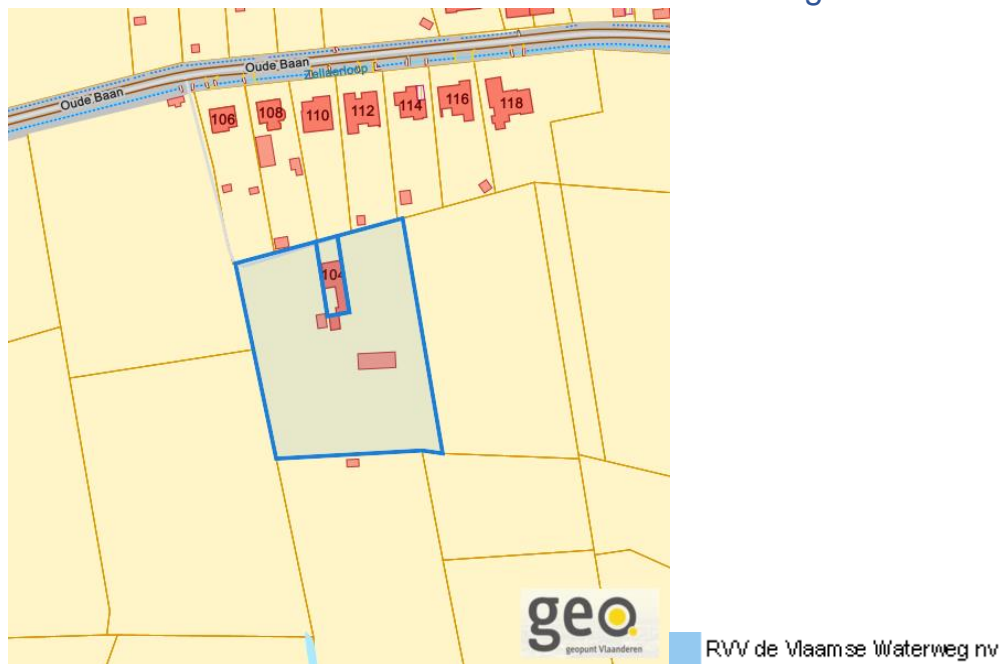 g
Oude Baan
Zellaerloop
Oude Baan
106
108
110
112
114
116
118
104
geo
geopunt Vlaanderen
RVV de Vlaamse Waterweg nv